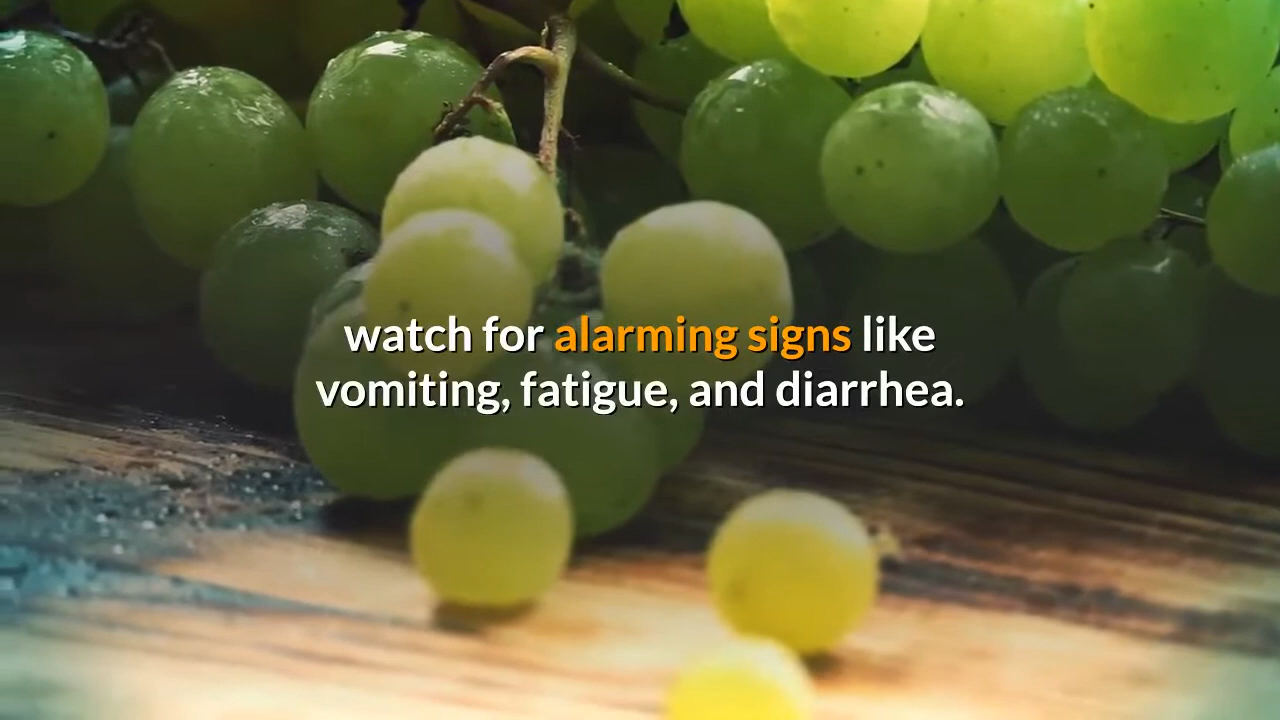 watch for alarming signs like
vomiting, fatigue, and diarrhea.